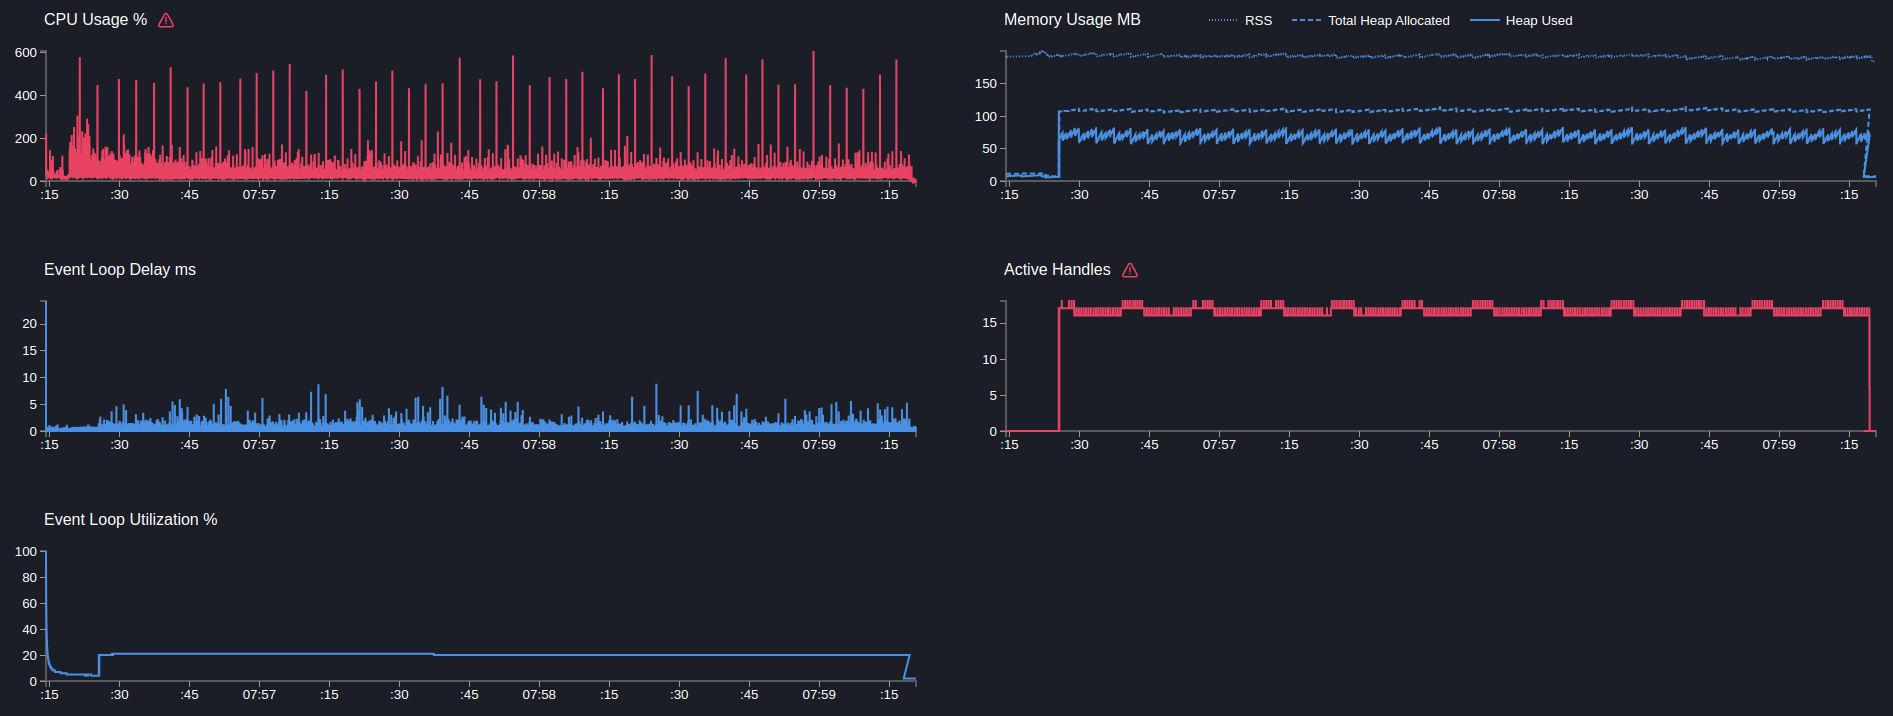 CPU Usage %
600
400
200
0
:15 :30 :45 07:57 :15 :30 :45 07:58 :15 :30 :45 07:59 :15
Memory Usage MB RSS Total Heap Allocated Heap Used
150
100
50
0
:15 :30 :45 07:57 :15 :30 :45 07:58 :15 :30 :45 07:59 :15
Event Loop Delay ms
20
15
10
5
0
:15 :30 :45 07:57 :15 :30 :45 07:58 :15 :30 :45 07:59 :15
Active Handles
15
10
5
0
:15 :30 :45 07:57 :15 :30 :45 07:58 :15 :30 :45 07:59 :15
Event Loop Utilization %
100
80
60
40
20
0
:15 :30 :45 07:57 :15 :30 :45 07:58 :15 :30 :45 07:59 :15